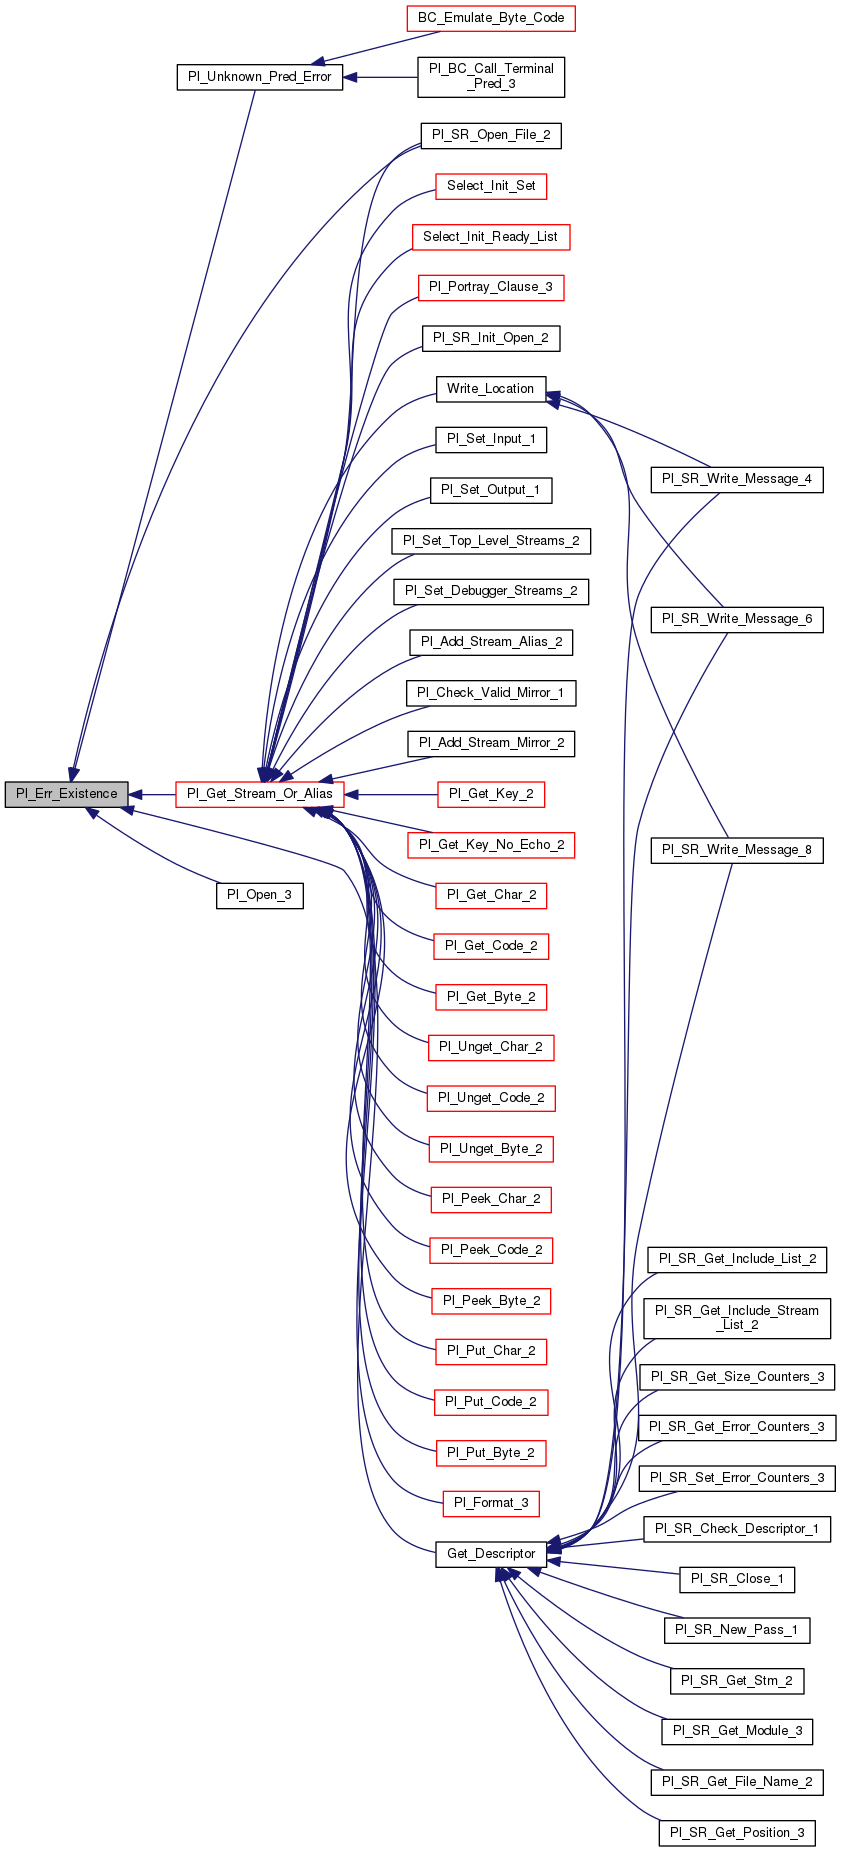 BC_Emulate_Byte_Code
Pl_Unknown_Pred_Error
Pl_BC_Call_Terminal
_Pred_3
Pl_SR_Open_File_2
Select_Init_Set
Select_Init_Ready_List
Pl_Portray_Clause_3
Pl_SR_Init_Open_2
Write_Location
Pl_Set_Input_1
Pl_SR_Write_Message_4
Pl_Set_Output_1
Pl_Set_Top_Level_Streams_2
Pl_Set_Debugger_Streams_2
Pl_SR_Write_Message_6
Pl_Add_Stream_Alias_2
Pl_Check_Valid_Mirror_1
Pl_Add_Stream_Mirror_2
Pl_Err_Existence
Pl_Get_Stream_Or_Alias
Pl_Get_Key_2
Pl_Get_Key_No_Echo_2
Pl_SR_Write_Message_8
Pl_Open_3
Pl_Get_Char_2
Pl_Get_Code_2
Pl_Get_Byte_2
Pl_Unget_Char_2
Pl_Unget_Code_2
Pl_Unget_Byte_2
Pl_Peek_Char_2
Pl_Peek_Code_2
Pl_SR_Get_Include_List_2
Pl_Peek_Byte_2
Pl_SR_Get_Include_Stream
_List_2
Pl_Put_Char_2
Pl_SR_Get_Size_Counters_3
Pl_Put_Code_2
Pl_SR_Get_Error_Counters_3
Pl_Put_Byte_2
Pl_SR_Set_Error_Counters_3
Pl_Format_3
Pl_SR_Check_Descriptor_1
Get_Descriptor
Pl_SR_Close_1
Pl_SR_New_Pass_1
Pl_SR_Get_Stm_2
Pl_SR_Get_Module_3
Pl_SR_Get_File_Name_2
Pl_SR_Get_Position_3